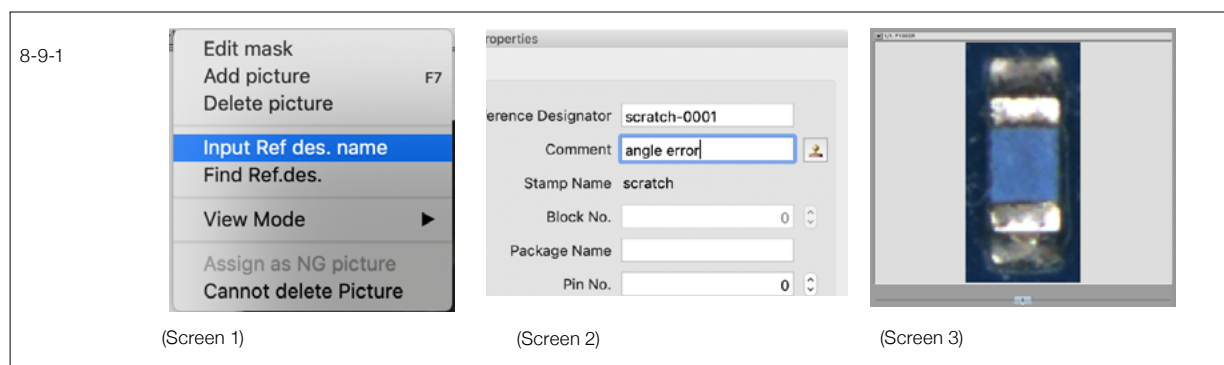 8-9-1
Edit mask
Add picture F7
Delete picture
Input Ref des. name
Find Ref.des.
View Mode ▶
Assign as NG picture
Cannot delete Picture
(Screen 1)
roperties
erence Designator scratch-0001
Comment angle error
Stamp Name scratch
Block No. 0
Package Name
Pin No. 0
(Screen 2)
(Screen 3)